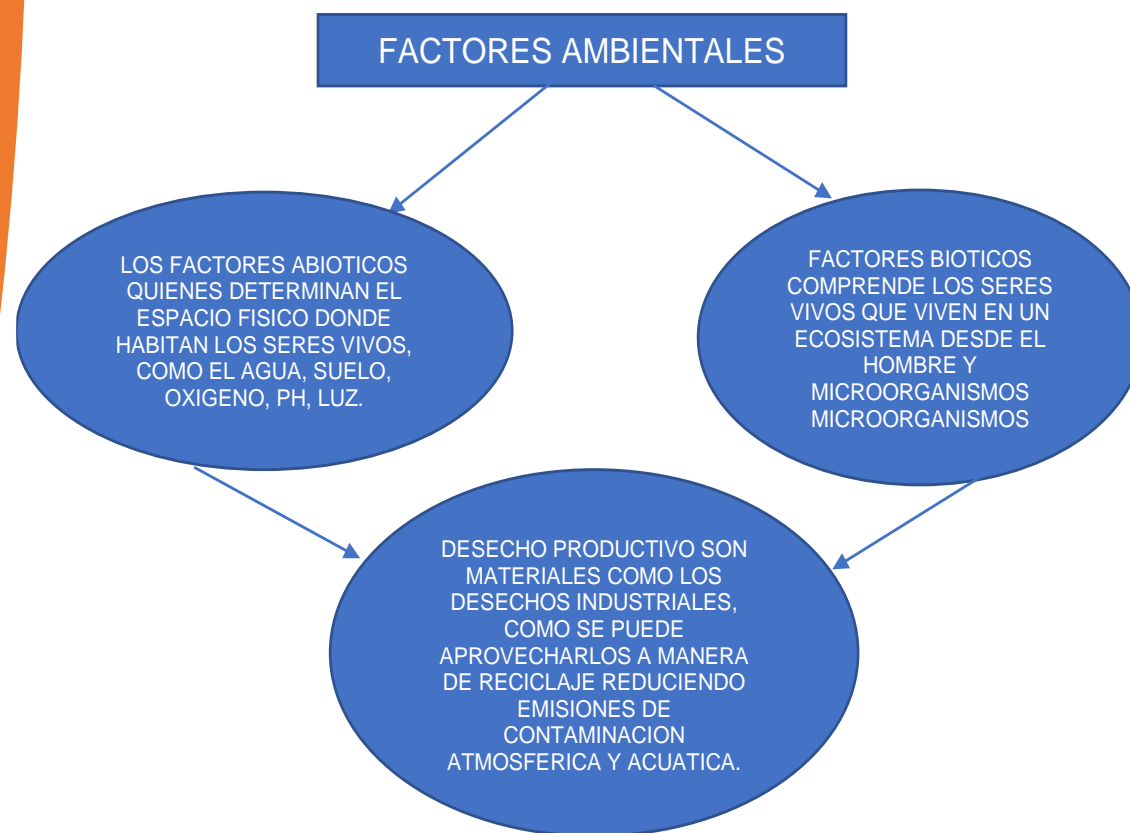 FACTORES AMBIENTALES
LOS FACTORES ABIOTICOS
QUIENES DETERMINAN EL
ESPACIO FISICO DONDE
HABITAN LOS SERES VIVOS,
COMO EL AGUA, SUELO,
OXIGENO, PH, LUZ.
FACTORES BIOTICOS
COMPRENDE LOS SERES
VIVOS QUE VIVEN EN UN
ECOSISTEMA DESDE EL
HOMBRE Y
MICROORGANISMOS
MICROORGANISMOS
DESECHO PRODUCTIVO SON
MATERIALES COMO LOS
DESECHOS INDUSTRIALES,
COMO SE PUEDE
APROVECHARLOS A MANERA
DE RECICLAJE REDUCIENDO
EMISIONES DE
CONTAMINACION
ATMOSFERICA Y ACUATICA.